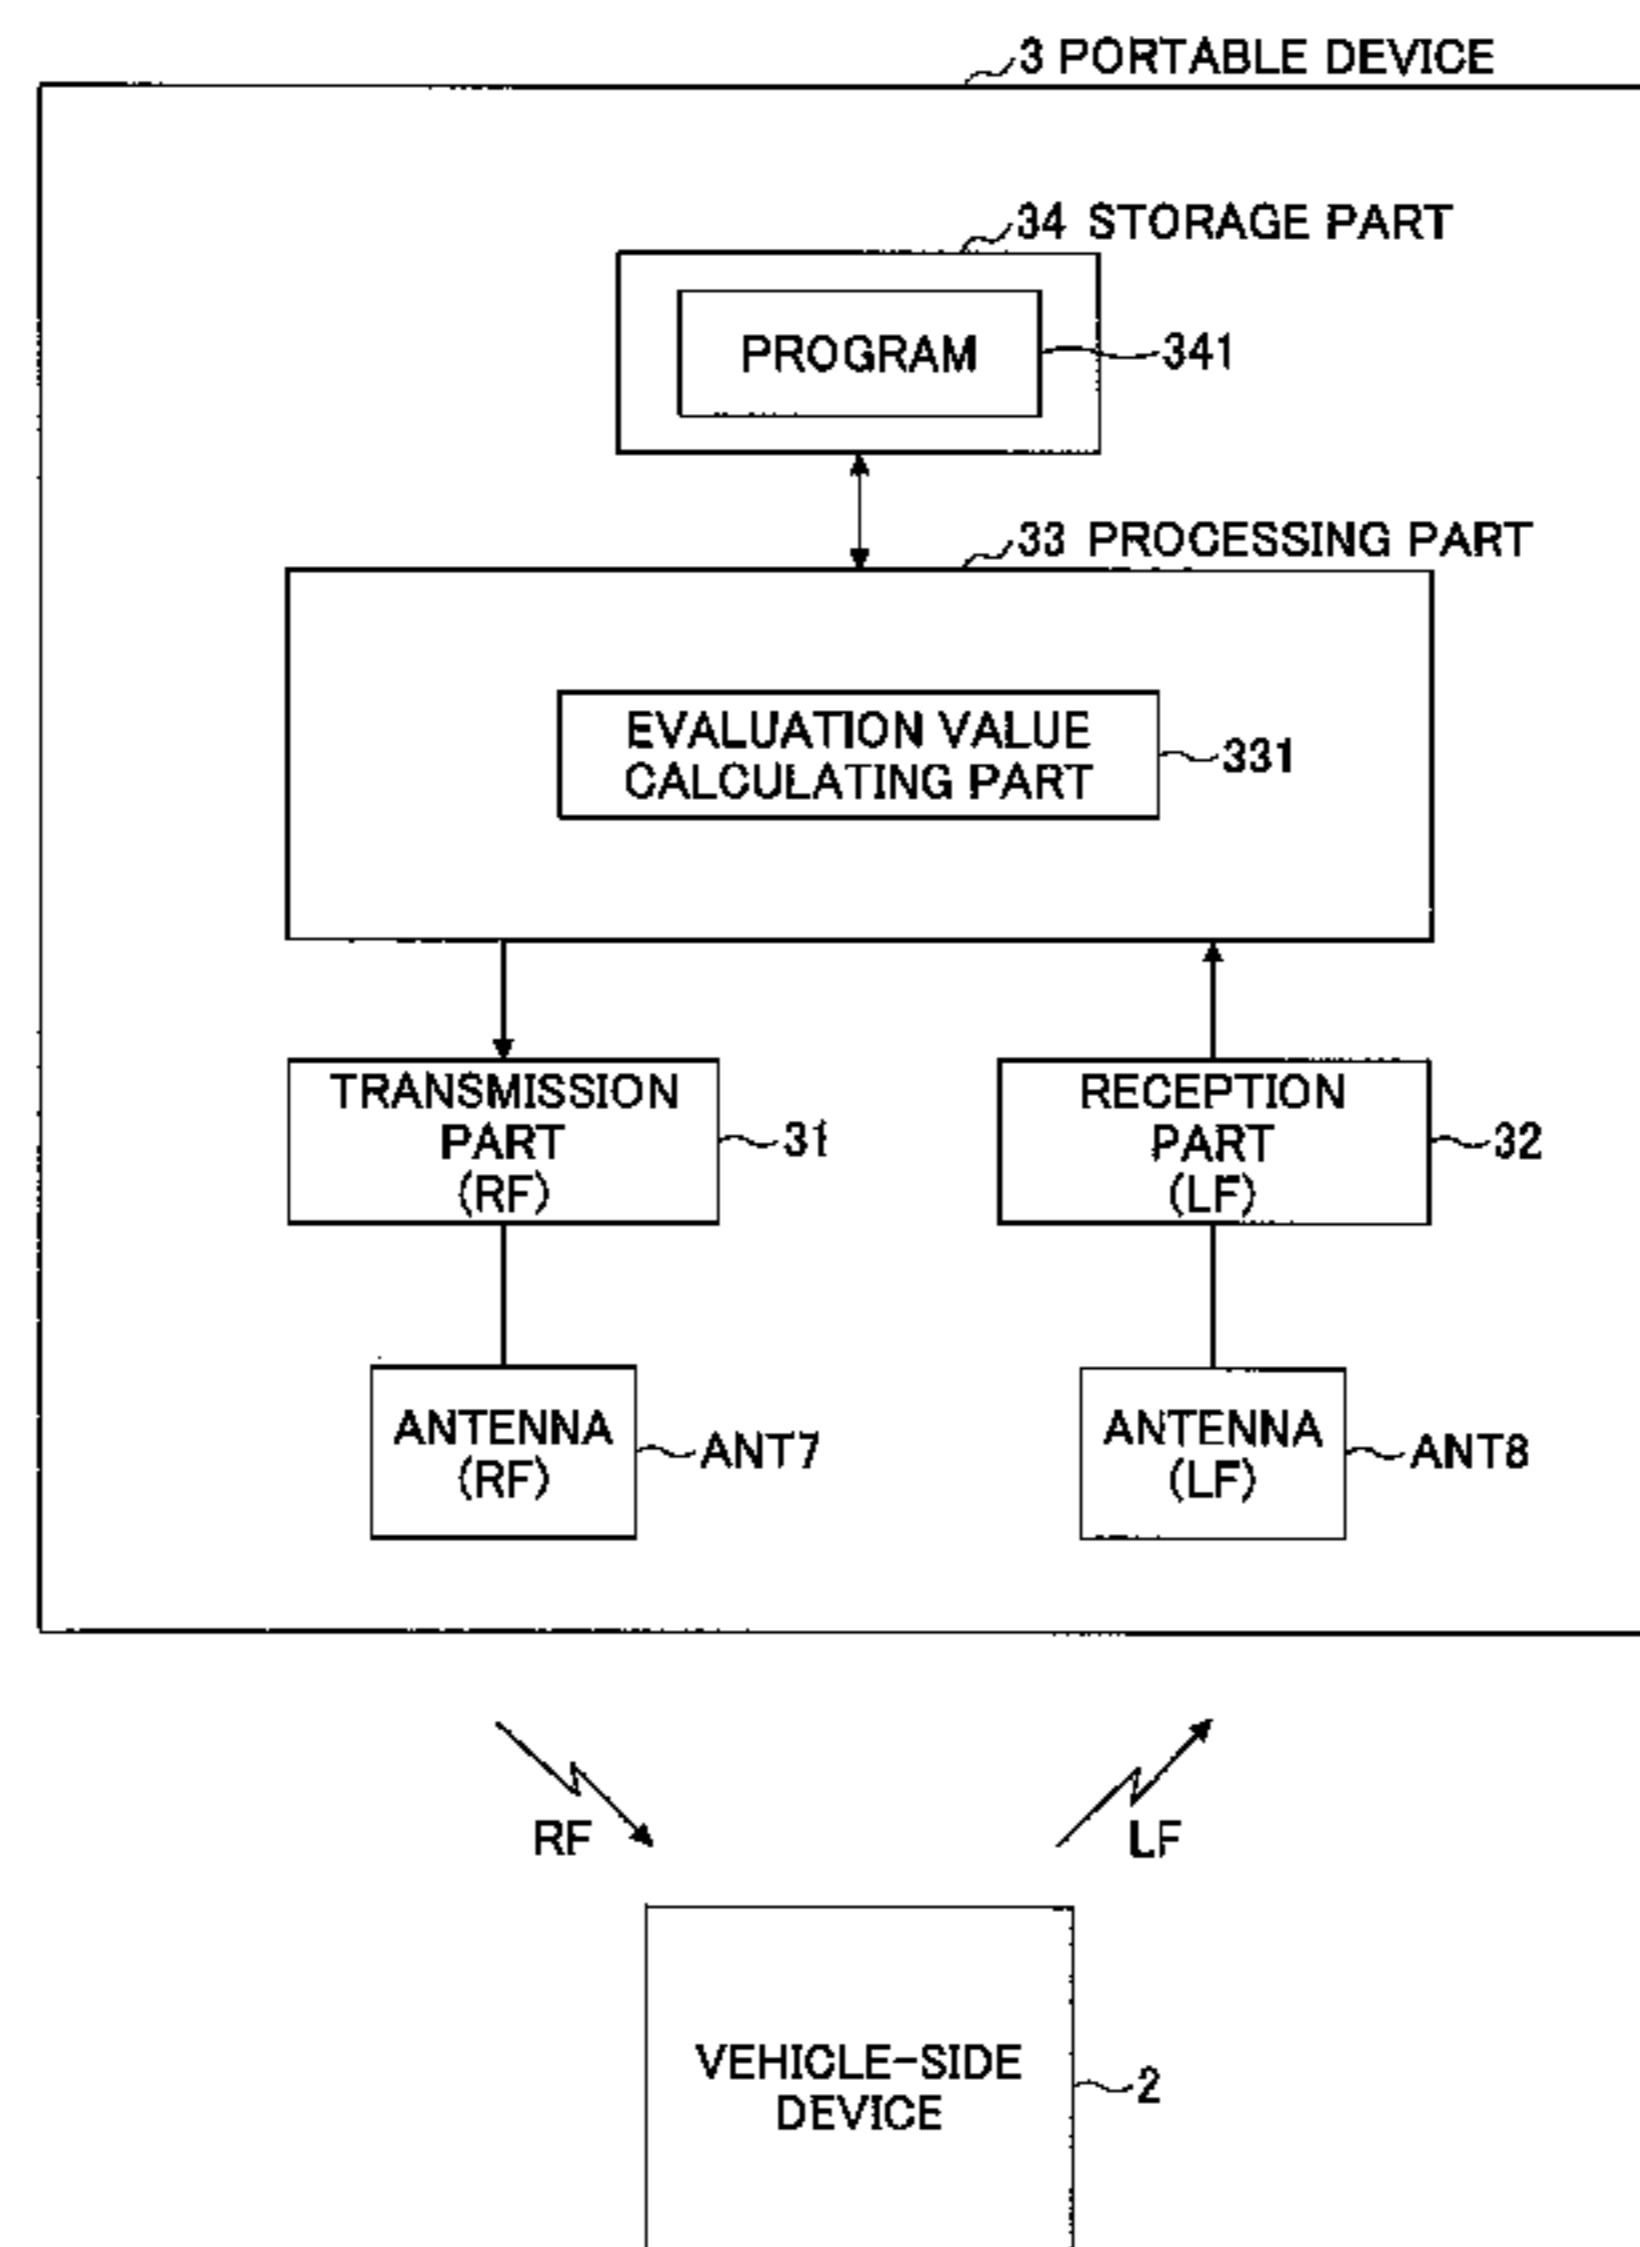 3 PORTABLE DEVICE
34 STORAGE PART
PROGRAM
341
33 PROCESSING PART
EVALUATION VALUE
CALCULATING PART
331
TRANSMISSION
PART
(RF)
31
RECEPTION
PART
(LF)
32
ANTENNA
(RF)
ANT7
ANTENNA
(LF)
ANT8
RF
LF
VEHICLE-SIDE
DEVICE
2